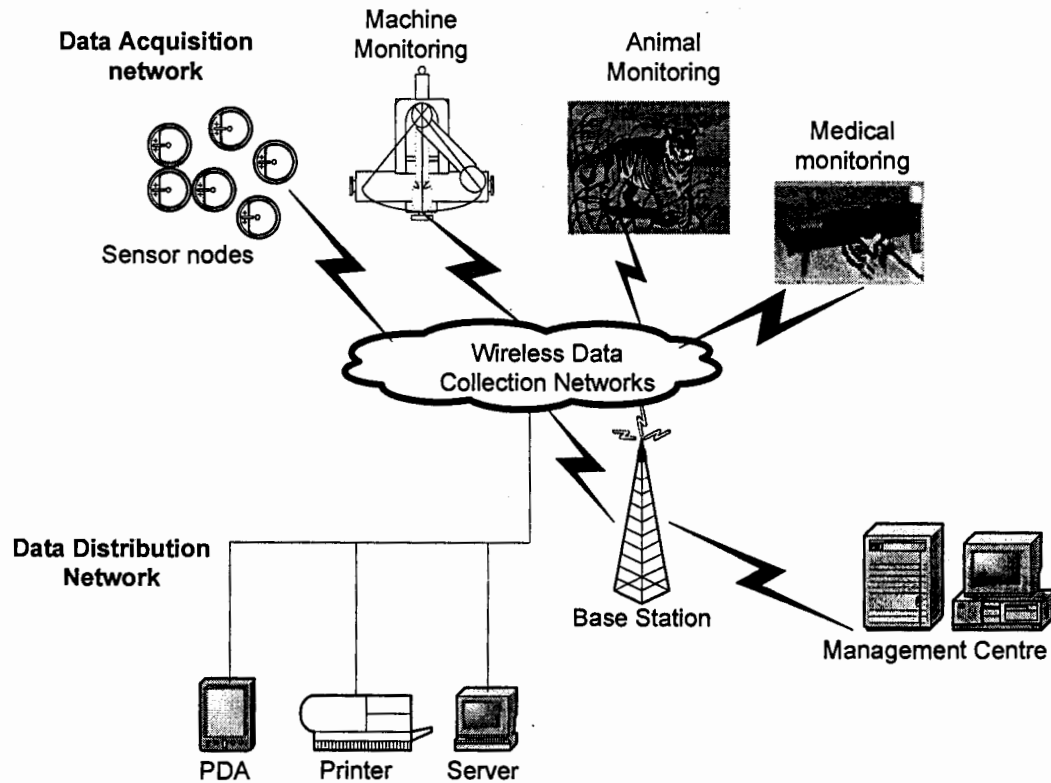 Data Acquisition
network
Machine
Monitoring
Animal
Monitoring
Medical
monitoring
Sensor nodes
Wireless Data
Collection Networks
Data Distribution
Network
Base Station
Management Centre
PDA
Printer
Server